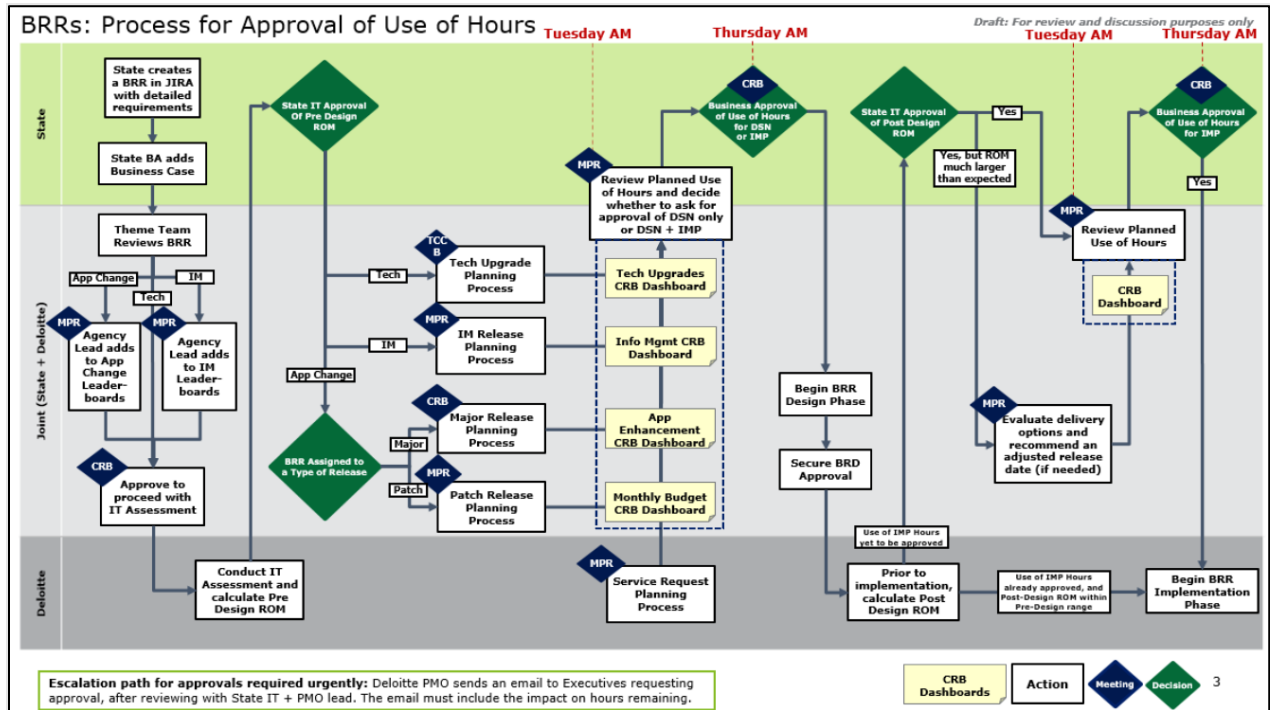 BRRs: Process for Approval of Use of Hours
Draft: For review and discussion purposes only
Tuesday AM
Thursday AM
Tuesday AM
Thursday AM
State
State creates
a BRR in JIRA
with detailed
requirements
State BA adds
Business Case
State IT Approval
Of Pre Design
ROM
CRB
Business Approval
of Use of Hours
for DSN
or IMP
State IT Approval
of Post Design
ROM
Yes
Yes, but ROM
much larger
than expected
CRB
Business Approval
of Use of Hours
for IMP
Yes
MPR
Review Planned Use
of Hours and decide
whether to ask for
approval of DSN only
or DSN + IMP
Joint (State + Deloitte)
Theme Team
Reviews BRR
App Change
IM
Tech
MPR
Agency
Lead adds
to App
Change
Leader-
boards
MPR
Agency
Lead adds
to IM
Leader-
boards
CRB
Approve to
proceed with
IT Assessment
Tech
TCC
B
Tech Upgrade
Planning
Process
Tech Upgrades
CRB Dashboard
IM
MPR
IM Release
Planning
Process
Info Mgmt CRB
Dashboard
App Change
BRR Assigned to
a Type of Release
Major
CRB
Major Release
Planning
Process
App
Enhancement
CRB Dashboard
Patch
MPR
Patch Release
Planning
Process
Monthly Budget
CRB Dashboard
Begin BRR
Design Phase
Secure BRD
Approval
MPR
Review Planned
Use of Hours
CRB
Dashboard
MPR
Evaluate delivery
options and
recommend an
adjusted release
date (if needed)
Use of IMP Hours
yet to be approved
Deloitte
Conduct IT
Assessment and
calculate Pre
Design ROM
MPR
Service Request
Planning
Process
Prior to
implementation,
calculate Post
Design ROM
Use of IMP Hours
already approved, and
Post-Design ROM within
Pre-Design range
Begin BRR
Implementation
Phase
Escalation path for approvals required urgently: Deloitte PMO sends an email to Executives requesting
approval, after reviewing with State IT + PMO lead. The email must include the impact on hours remaining.
CRB
Dashboards
Action
Meeting
Decision
3